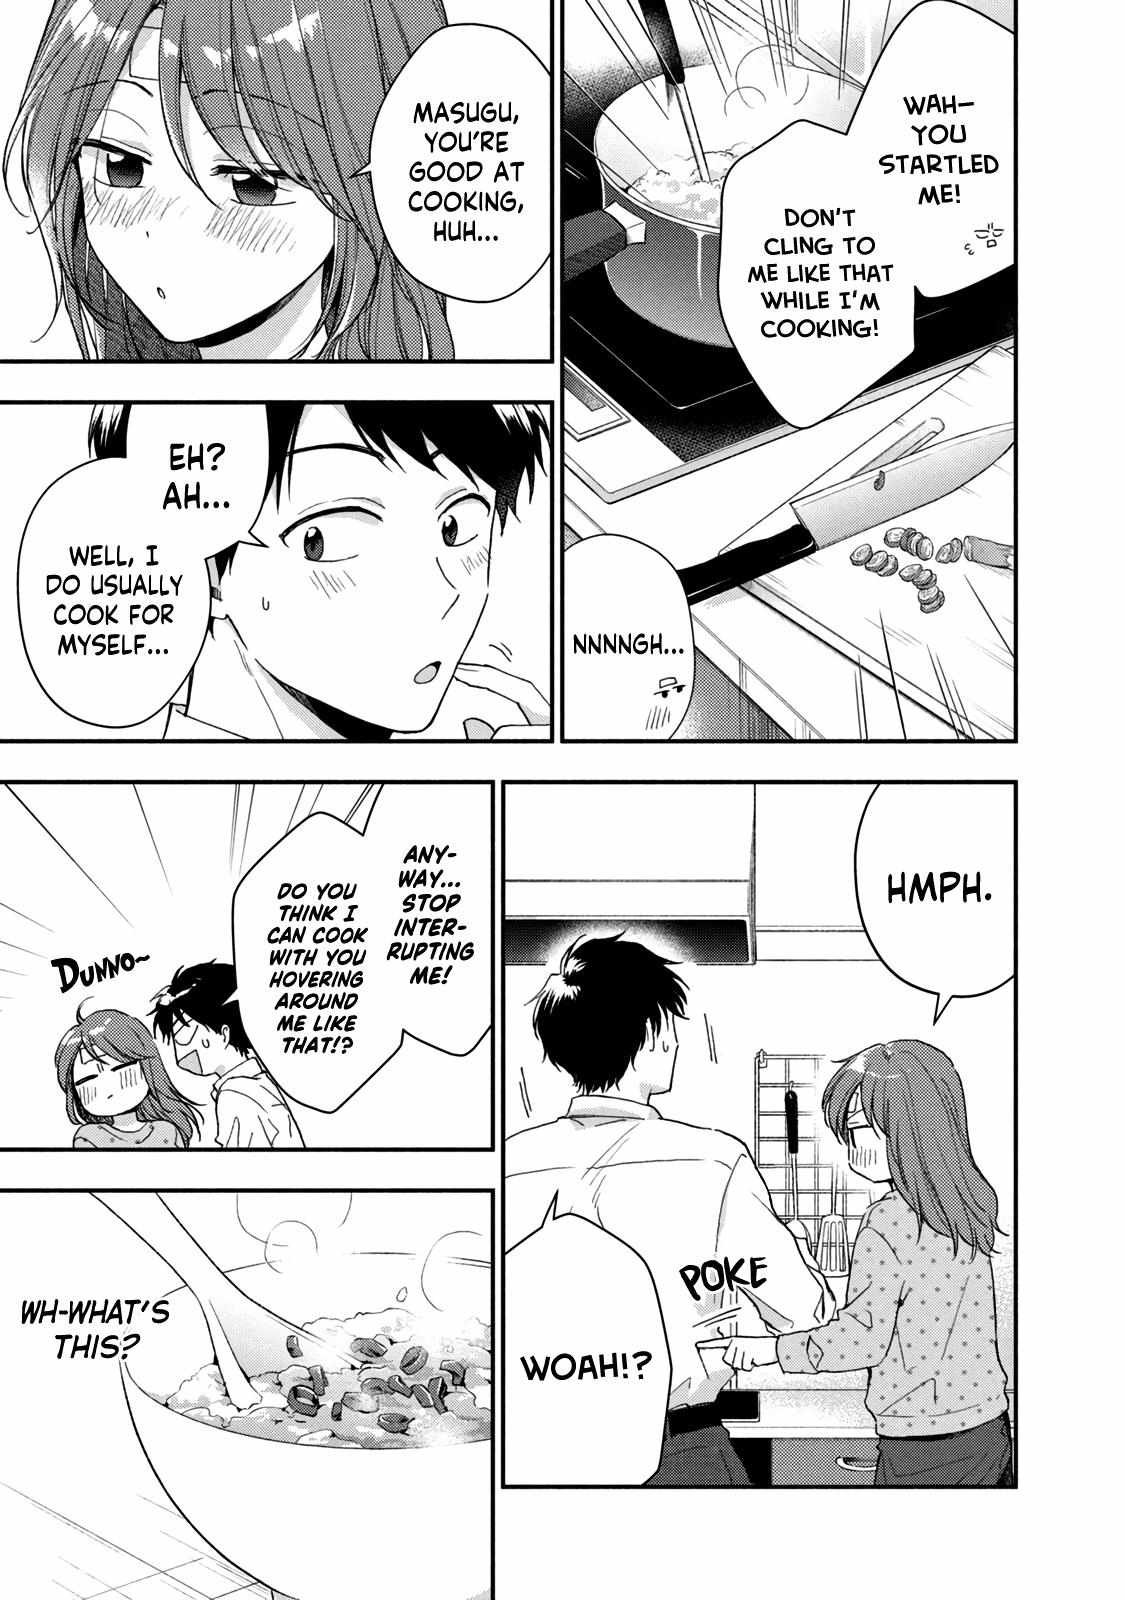 WAH–
YOU
STARTLED
ME!
DON'T
CLING TO
ME LIKE THAT
WHILE I'M
COOKING!
NNNNGH...
MASUGU,
YOU'RE
GOOD AT
COOKING,
HUH...
EH?
AH...
WELL, I
DO USUALLY
COOK FOR
MYSELF...
HMPH.
POKE
WOAH!?
ANY-
WAY...
STOP
INTER-
RUPTING
ME!
DO YOU
THINK I
CAN COOK
WITH YOU
HOVERING
AROUND
ME LIKE
THAT!?
DUNNO~
WH-WHAT'S
THIS?